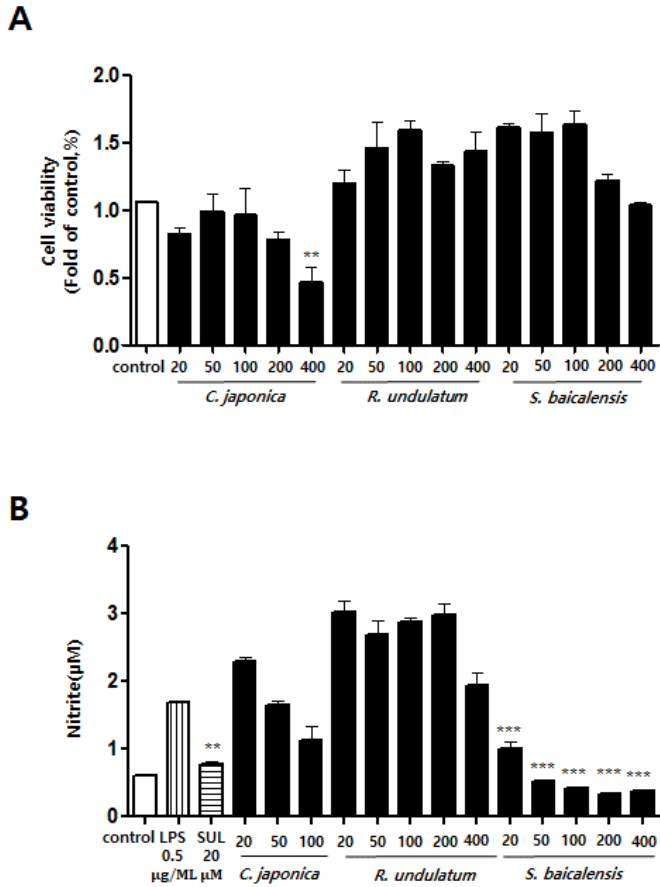 A
Cell viability
(Fold of control,%)
2.0
1.5
1.0
0.5
0.0
**
control 20 50 100 200 400 20 50 100 200 400 20 50 100 200 400
C. japonica R. undulatum S. baicalensis
B
Nitrite(μM)
4
3
2
1
0
**
*** *** *** *** ***
control LPS SUL 20 50 100 20 50 100 200 400 20 50 100 200 400
0.5 20
μg/ML μM
C. japonica R. undulatum S. baicalensis